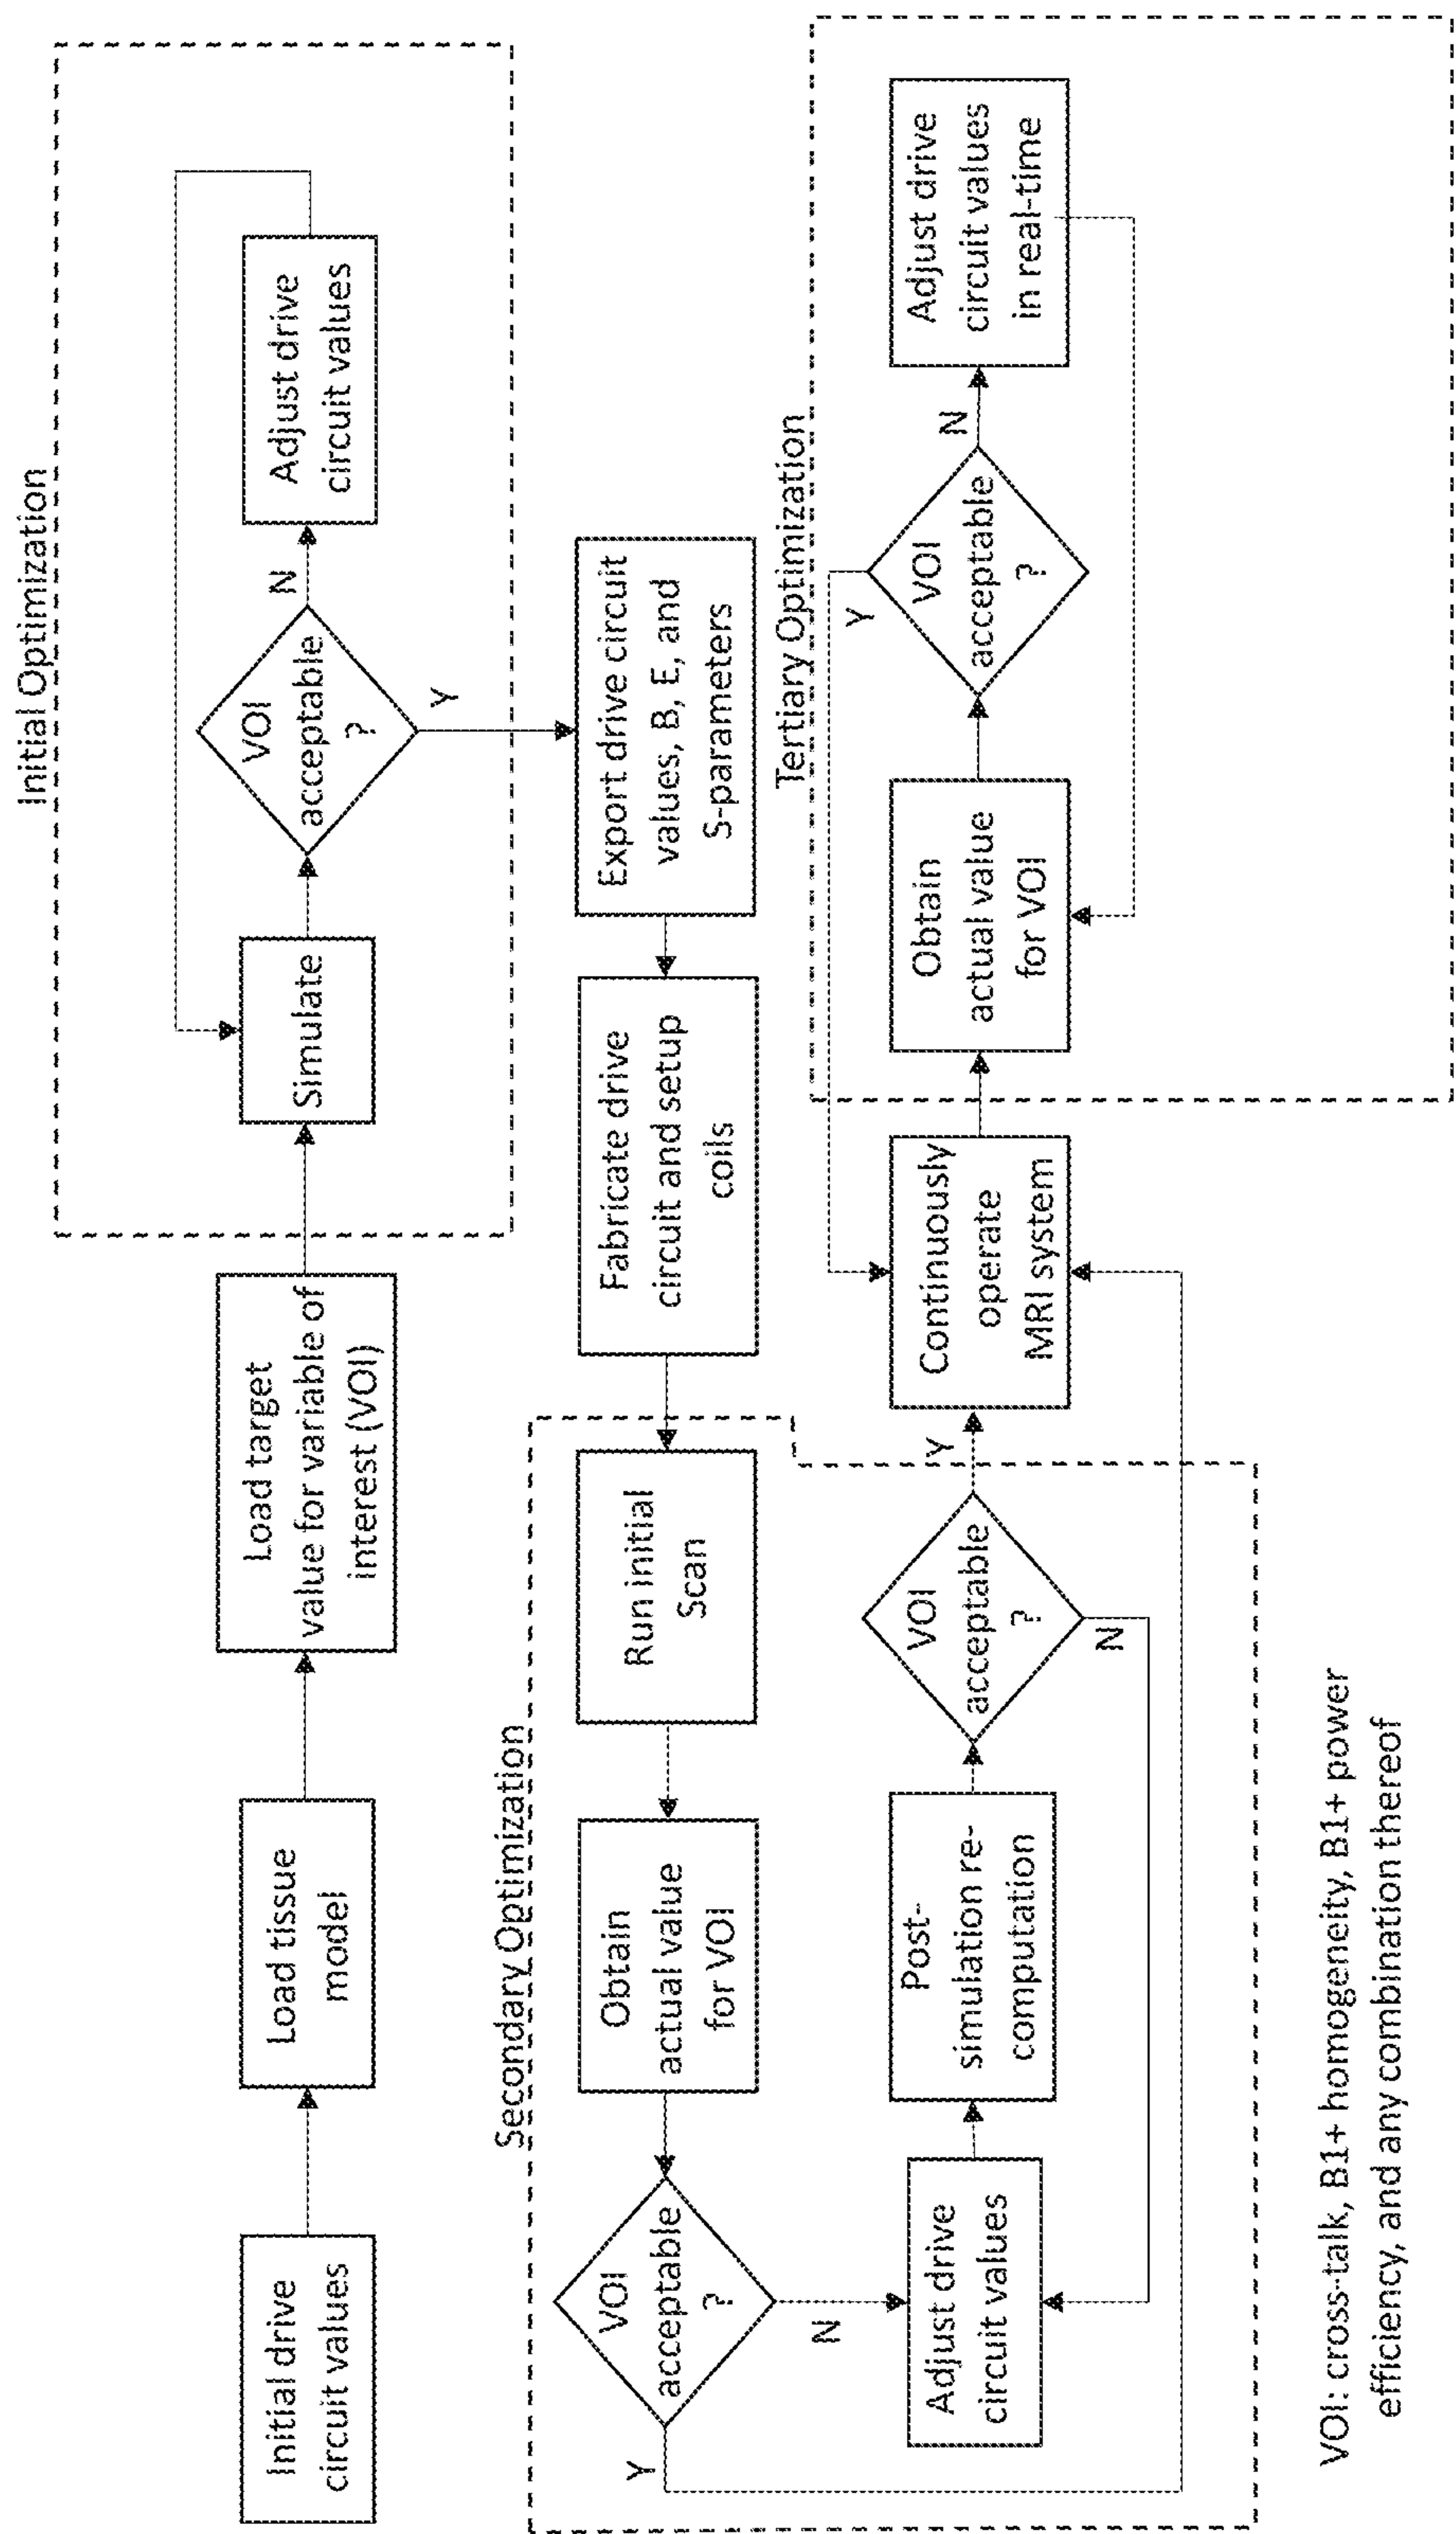 Initial Optimization
Initial drive
circuit values
Load tissue
model
Load target
value for variable of
interest (VOI)
Simulate
VOI
acceptable
?
N
Y
Adjust drive
circuit values
Export drive circuit
values, B, E, and
S-parameters
Fabricate drive
circuit and setup
coils
Secondary Optimization
Run initial
Scan
Obtain
actual value
for VOI
VOI
acceptable
?
Y
N
Adjust drive
circuit values
Post-
simulation re-
computation
VOI
acceptable
?
N
Y
Continuously
operate
MRI system
Tertiary Optimization
Obtain
actual value
for VOI
VOI
acceptable
?
Y
N
Adjust drive
circuit values
in real-time
VOI: cross-talk, B1+ homogeneity, B1+ power
efficiency, and any combination thereof